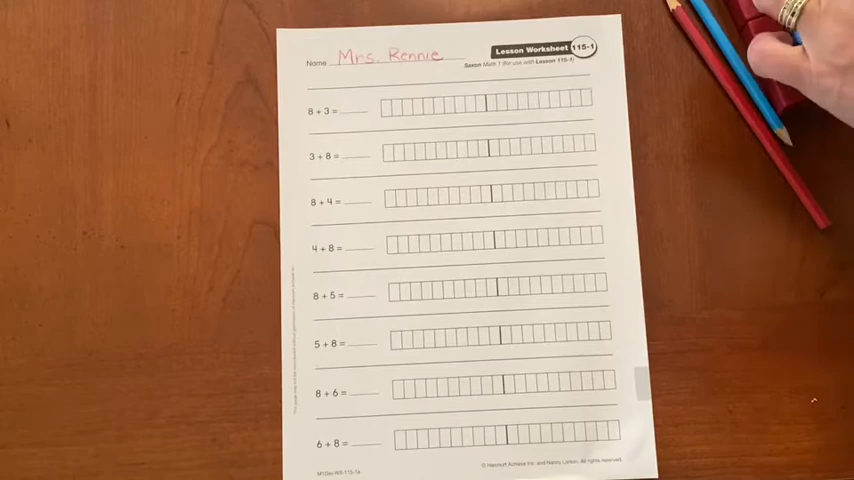 Lesson Worksheet 115-1
Name Mrs. Rennie
Saxon Math 1 (for use with Lesson 115-1)
8 + 3 =
3 + 8 =
8 + 4 =
4 + 8 =
8 + 5 =
5 + 8 =
8 + 6 =
6 + 8 =
© Harcourt Achieve Inc. and Nancy Larson. All rights reserved.